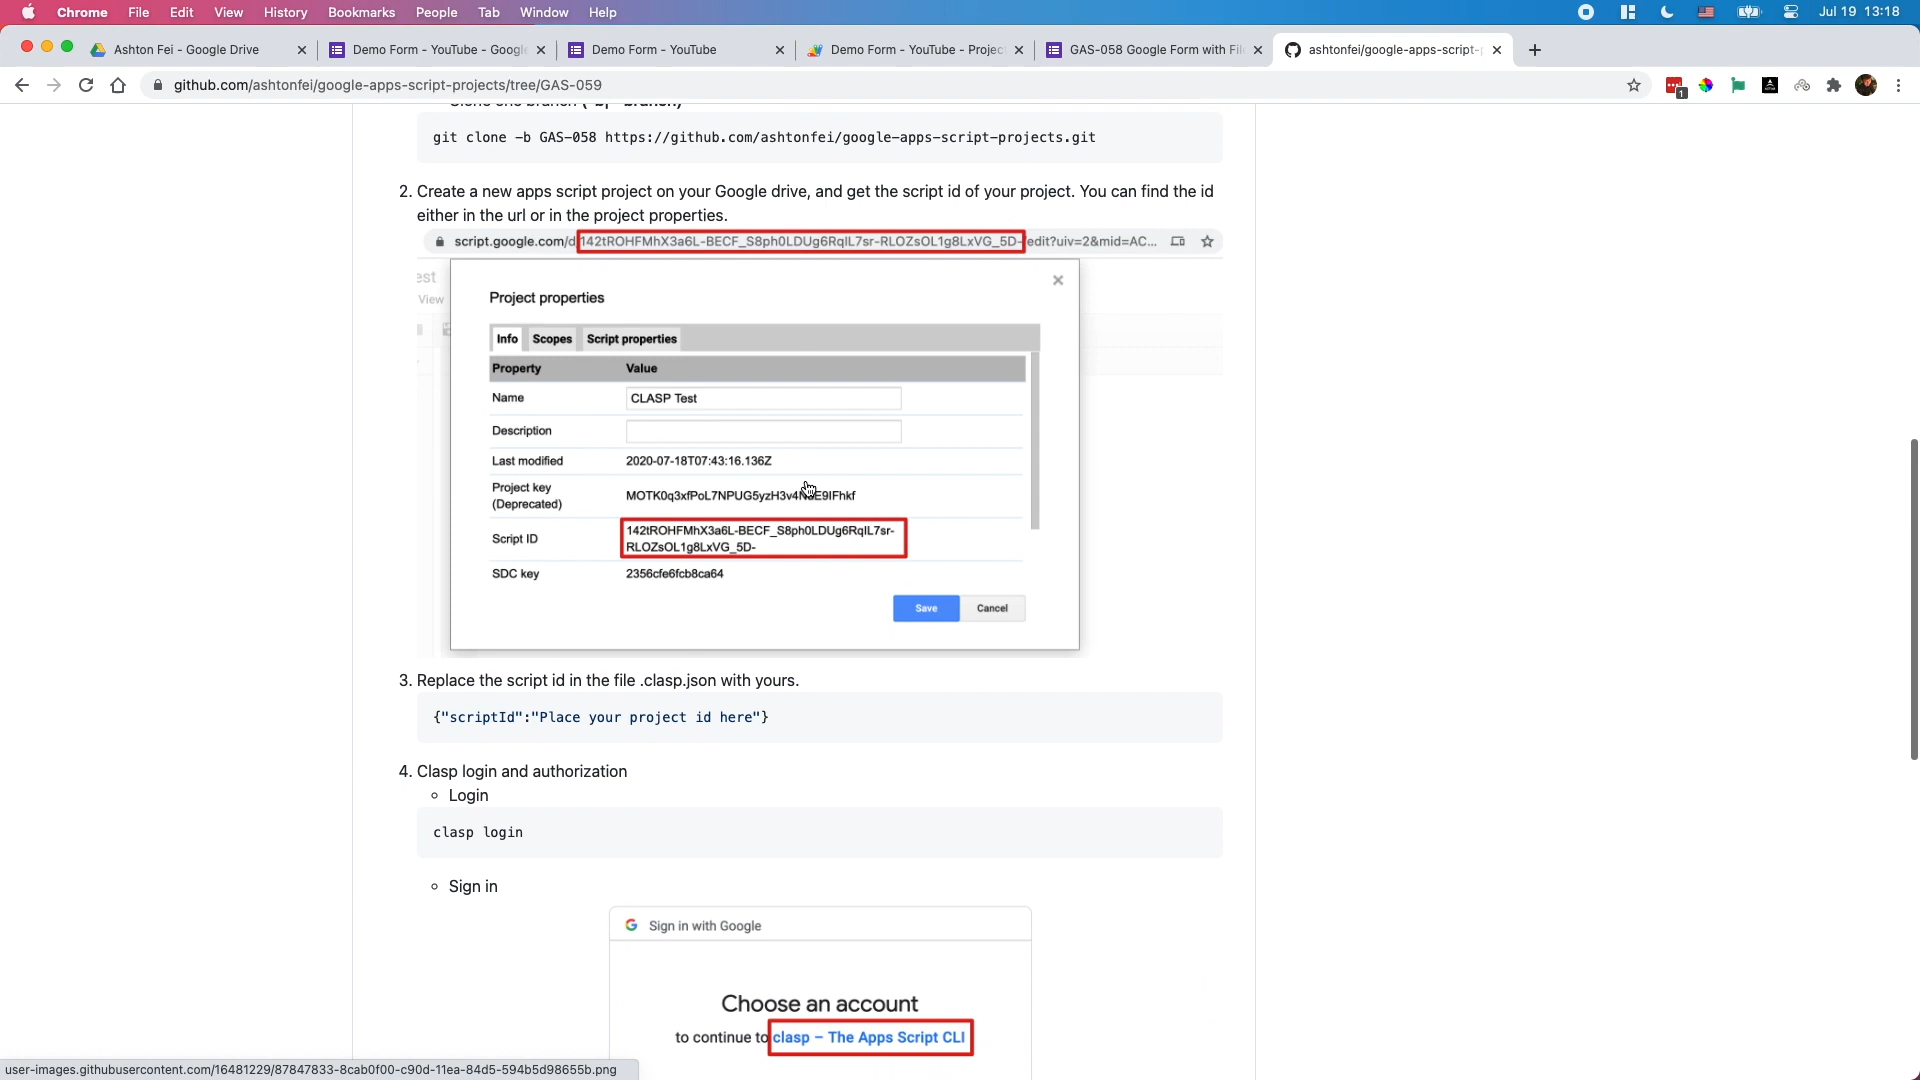 Chrome File Edit View History Bookmarks People Tab Window Help Jul 19 13:18
Ashton Fei - Google Drive Demo Form - YouTube - Googl Demo Form - YouTube Demo Form - YouTube - Projec GAS-058 Google Form with Fil ashtonfei/google-apps-script-
github.com/ashtonfei/google-apps-script-projects/tree/GAS-059 1
git clone -b GAS-058 https://github.com/ashtonfei/google-apps-script-projects.git
2. Create a new apps script project on your Google drive, and get the script id of your project. You can find the id
either in the url or in the project properties.
script.google.com/d 142tROHFMhX3a6L-BECF_S8ph0LDUg6RqIL7sr-RLOZsOL1g8LxVG_5D- edit?uiv=2&mid=AC...
est
View
Project properties
Info Scopes Script properties
Property Value
Name CLASP Test
Description
Last modified 2020-07-18T07:43:16.136Z
Project key
(Deprecated)
Script ID 142tROHFMhX3a6L-BECF_S8ph0LDUg6RqIL7sr-
RLOZsOL1g8LxVG_5D-
SDC key 2356cfe6fcb8ca64
Save Cancel
3. Replace the script id in the file .clasp.json with yours.
{"scriptId":"Place your project id here"}
4. Clasp login and authorization
Login
clasp login
Sign in
Sign in with Google
Choose an account
to continue to clasp – The Apps Script CLI
user-images.githubusercontent.com/16481229/87847833-8cab0f00-c90d-11ea-84d5-594b5d98655b.png